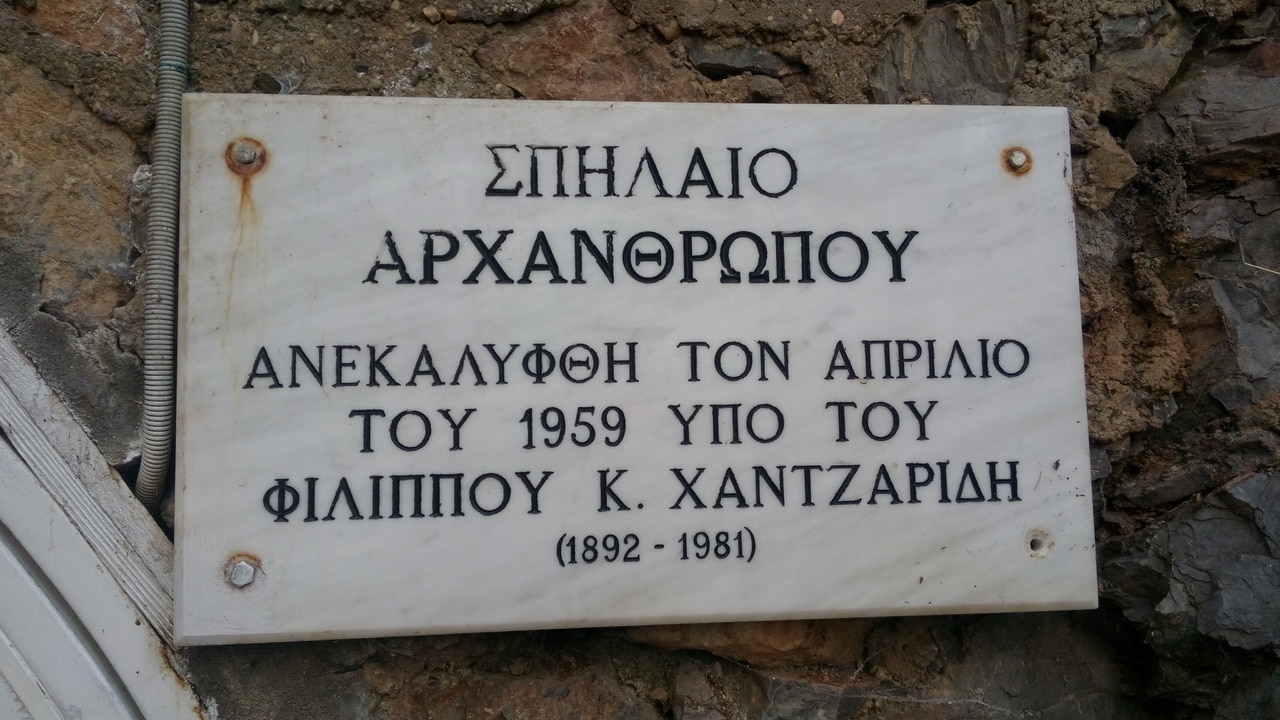 ΣΠΗΛΑΙΟ
ΑΡΧΑΝΘΡΩΠΟΥ
ΑΝΕΚΑΛΥΦΘΗ ΤΟΝ ΑΠΡΙΛΙΟ
ΤΟΥ 1959 ΥΠΟ ΤΟΥ
ΦΙΛΙΠΠΟΥ Κ. ΧΑΝΤΖΑΡΙΔΗ
(1892 - 1981)